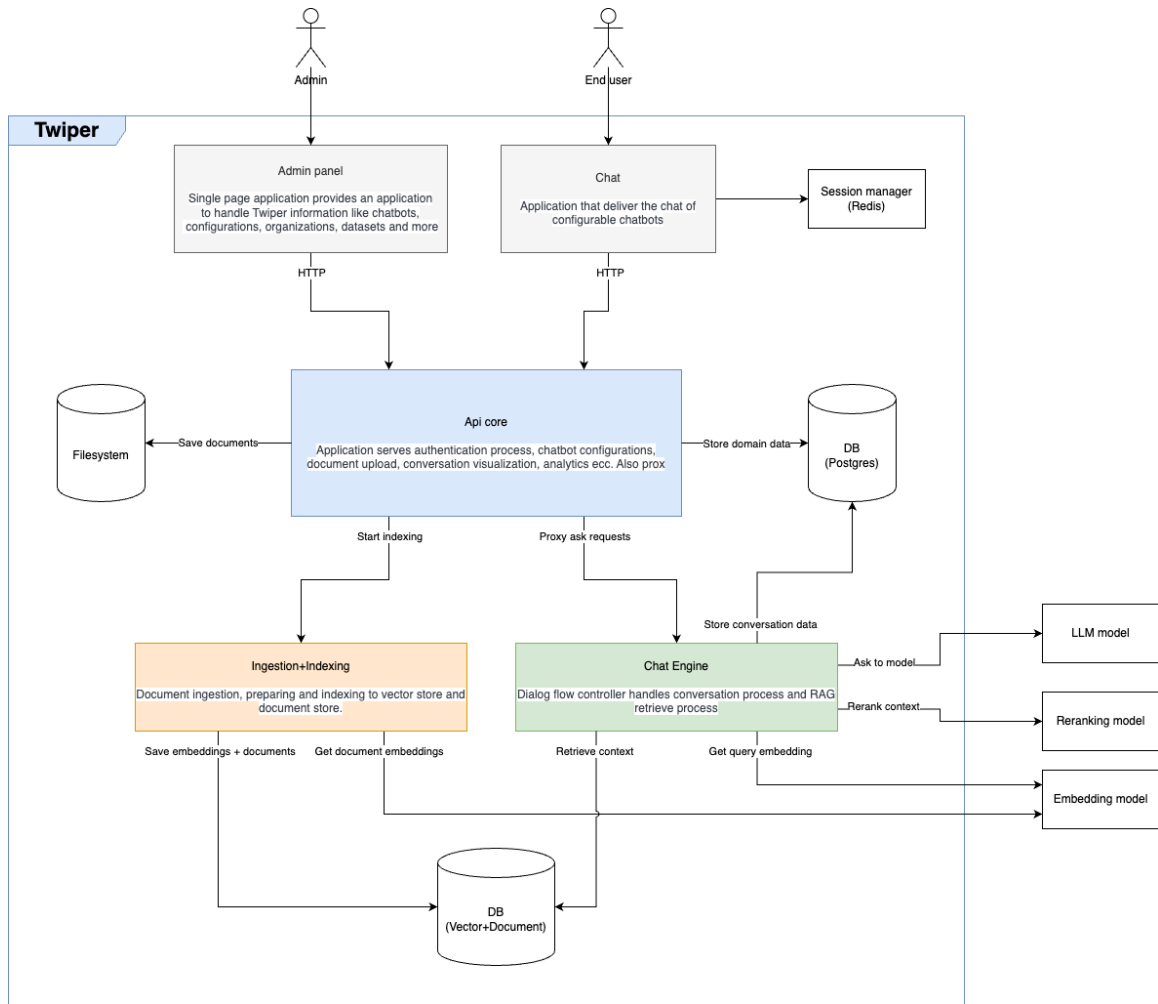 Admin
End user
Twiper
Admin panel
Single page application provides an application
to handle Twiper information like chatbots,
configurations, organizations, datasets and more
Chat
Application that deliver the chat of
configurable chatbots
Session manager
(Redis)
HTTP
HTTP
Filesystem
Save documents
Api core
Application serves authentication process, chatbot configurations,
document upload, conversation visualization, analytics ecc. Also prox
Store domain data
DB
(Postgres)
Start indexing
Proxy ask requests
Store conversation data
Ingestion+Indexing
Document ingestion, preparing and indexing to vector store and
document store.
Chat Engine
Dialog flow controller handles conversation process and RAG
retrieve process
Ask to model
LLM model
Rerank context
Reranking model
Save embeddings + documents
Get document embeddings
Retrieve context
Get query embedding
Embedding model
DB
(Vector+Document)